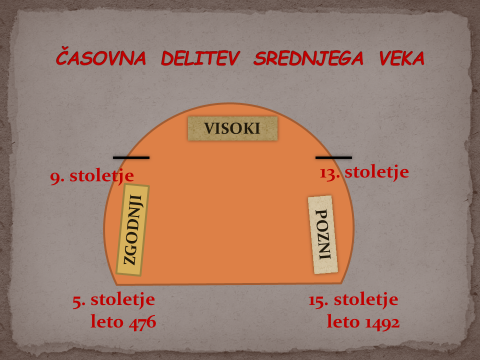 ČASOVNA DELITEV SREDNJEGA VEKA
VISOKI
9. stoletje
13. stoletje
ZGODNJI
POZNI
5. stoletje
leto 476
15. stoletje
leto 1492